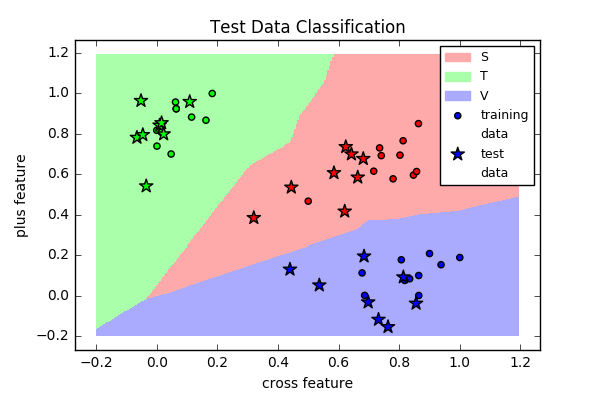 Test Data Classification
1.2
1.0
0.8
0.6
0.4
0.2
0.0
−0.2
plus feature
S
T
V
training
data
test
data
−0.2 0.0 0.2 0.4 0.6 0.8 1.0 1.2
cross feature